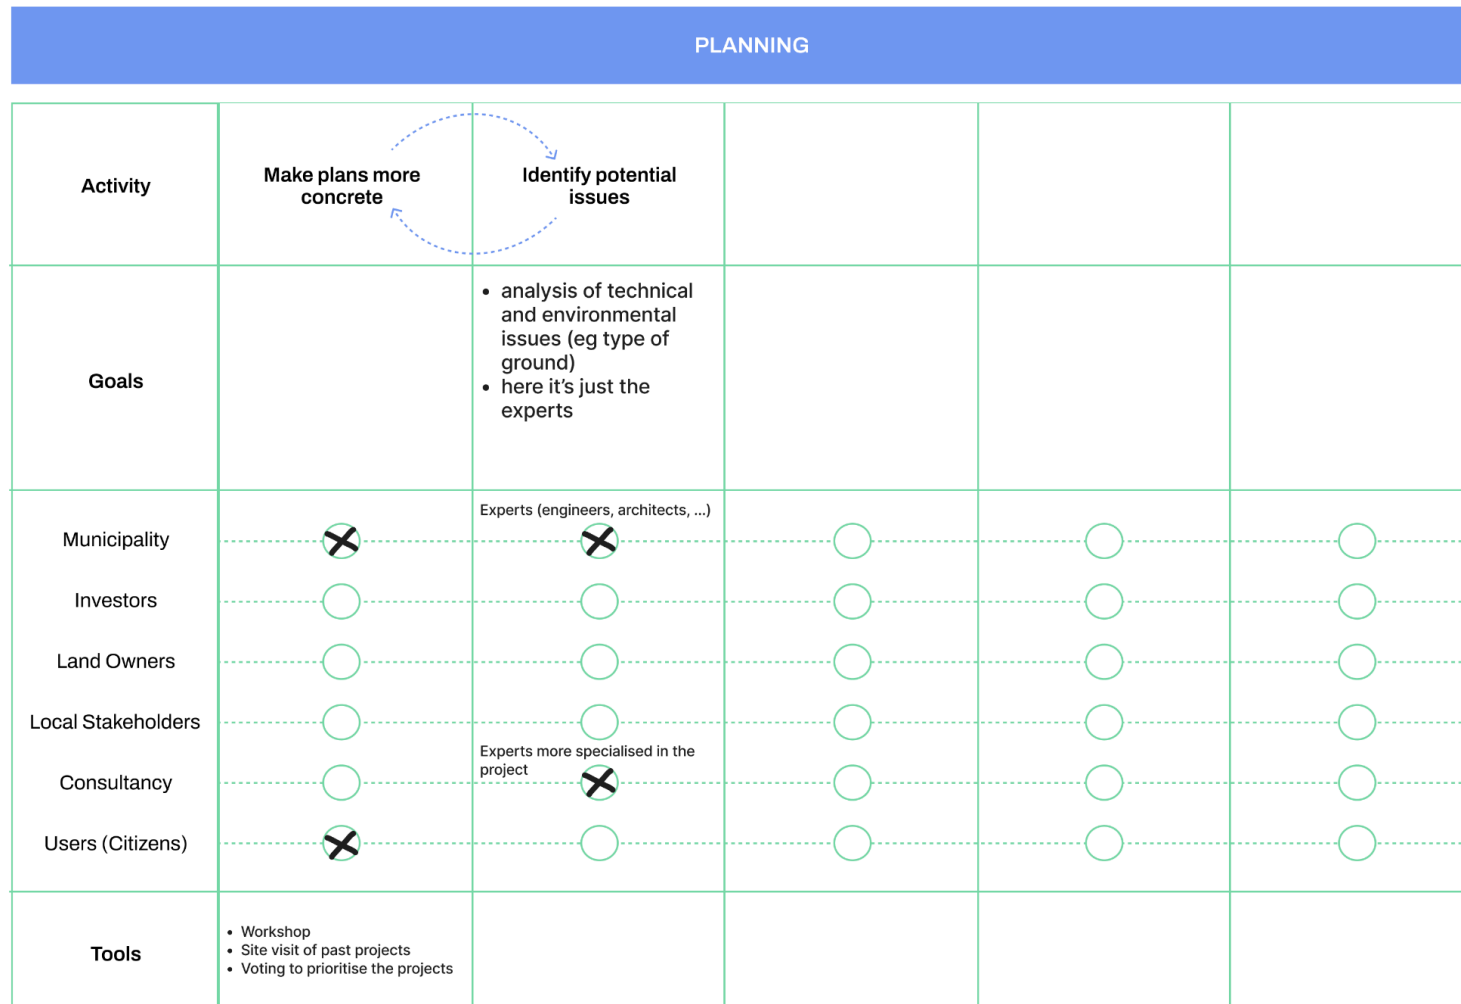 PLANNING
Activity
Make plans more
concrete
Identify potential
issues
Goals
• analysis of technical
and environmental
issues (eg type of
ground)
• here it’s just the
experts
Experts (engineers, architects, ...)
Municipality
Investors
Land Owners
Local Stakeholders
Experts more specialised in the
project
Consultancy
Users (Citizens)
Tools
• Workshop
• Site visit of past projects
• Voting to prioritise the projects